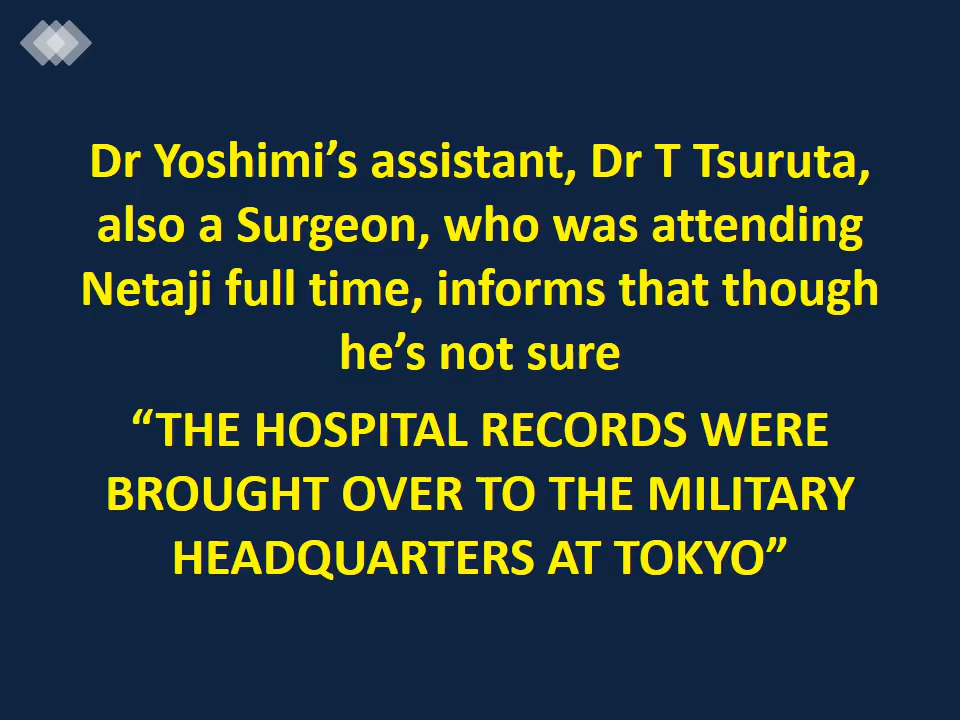 Dr Yoshimi’s assistant, Dr T Tsuruta,
also a Surgeon, who was attending
Netaji full time, informs that though
he’s not sure
“THE HOSPITAL RECORDS WERE
BROUGHT OVER TO THE MILITARY
HEADQUARTERS AT TOKYO”